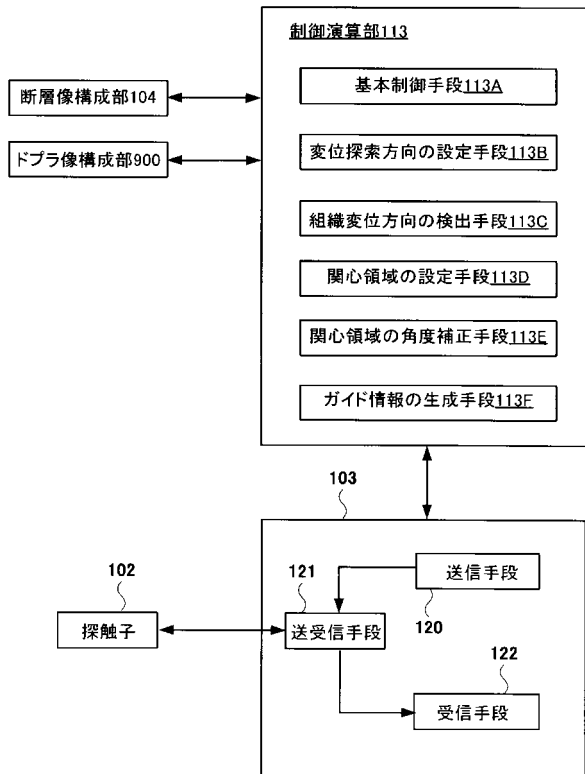 制御演算部113
断層像構成部104
ドプラ像構成部900
基本制御手段113A
変位探索方向の設定手段113B
組織変位方向の検出手段113C
関心領域の設定手段113D
関心領域の角度補正手段113E
ガイド情報の生成手段113F
103
102
探触子
121
送受信手段
送信手段
120
122
受信手段